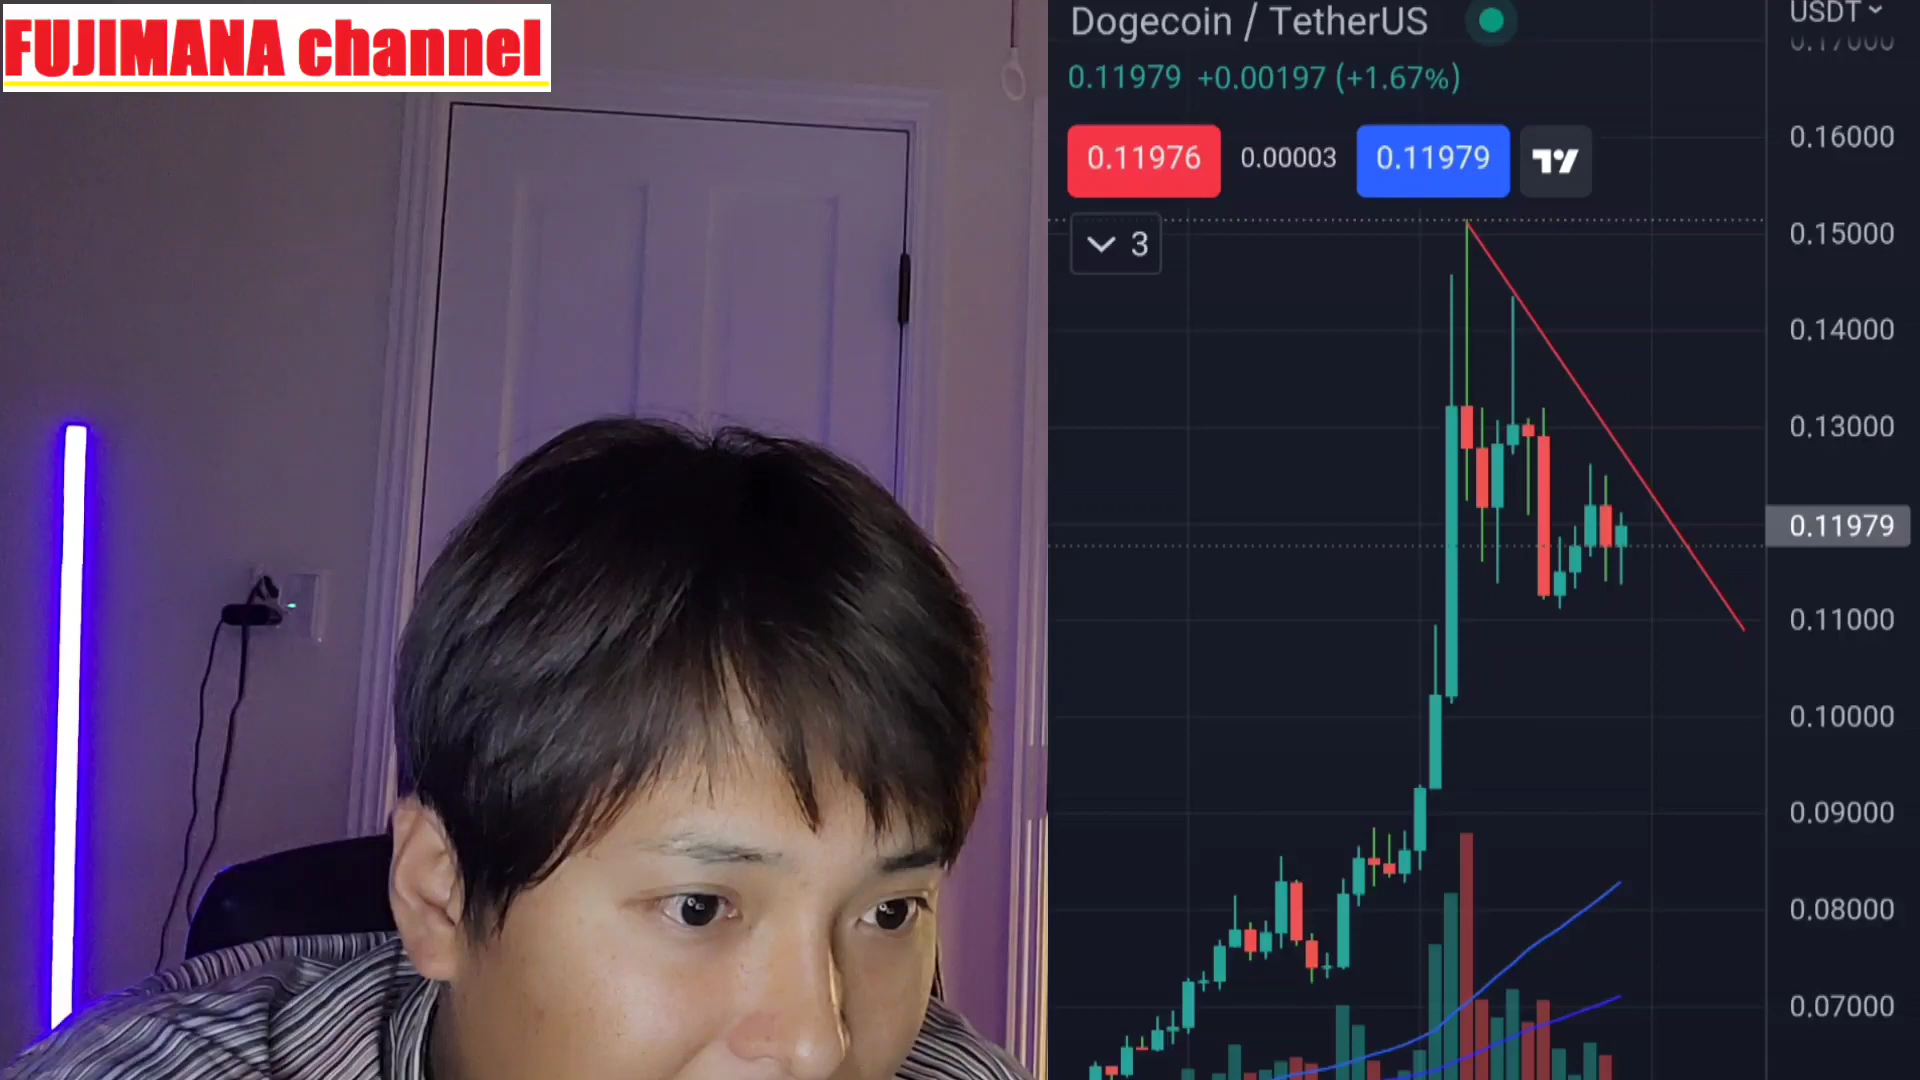 FUJIMANA channel
Dogecoin / TetherUS
0.11979 +0.00197 (+1.67%)
0.11976 0.00003 0.11979
3
USDT
0.17000
0.16000
0.15000
0.14000
0.13000
0.11979
0.11000
0.10000
0.09000
0.08000
0.07000